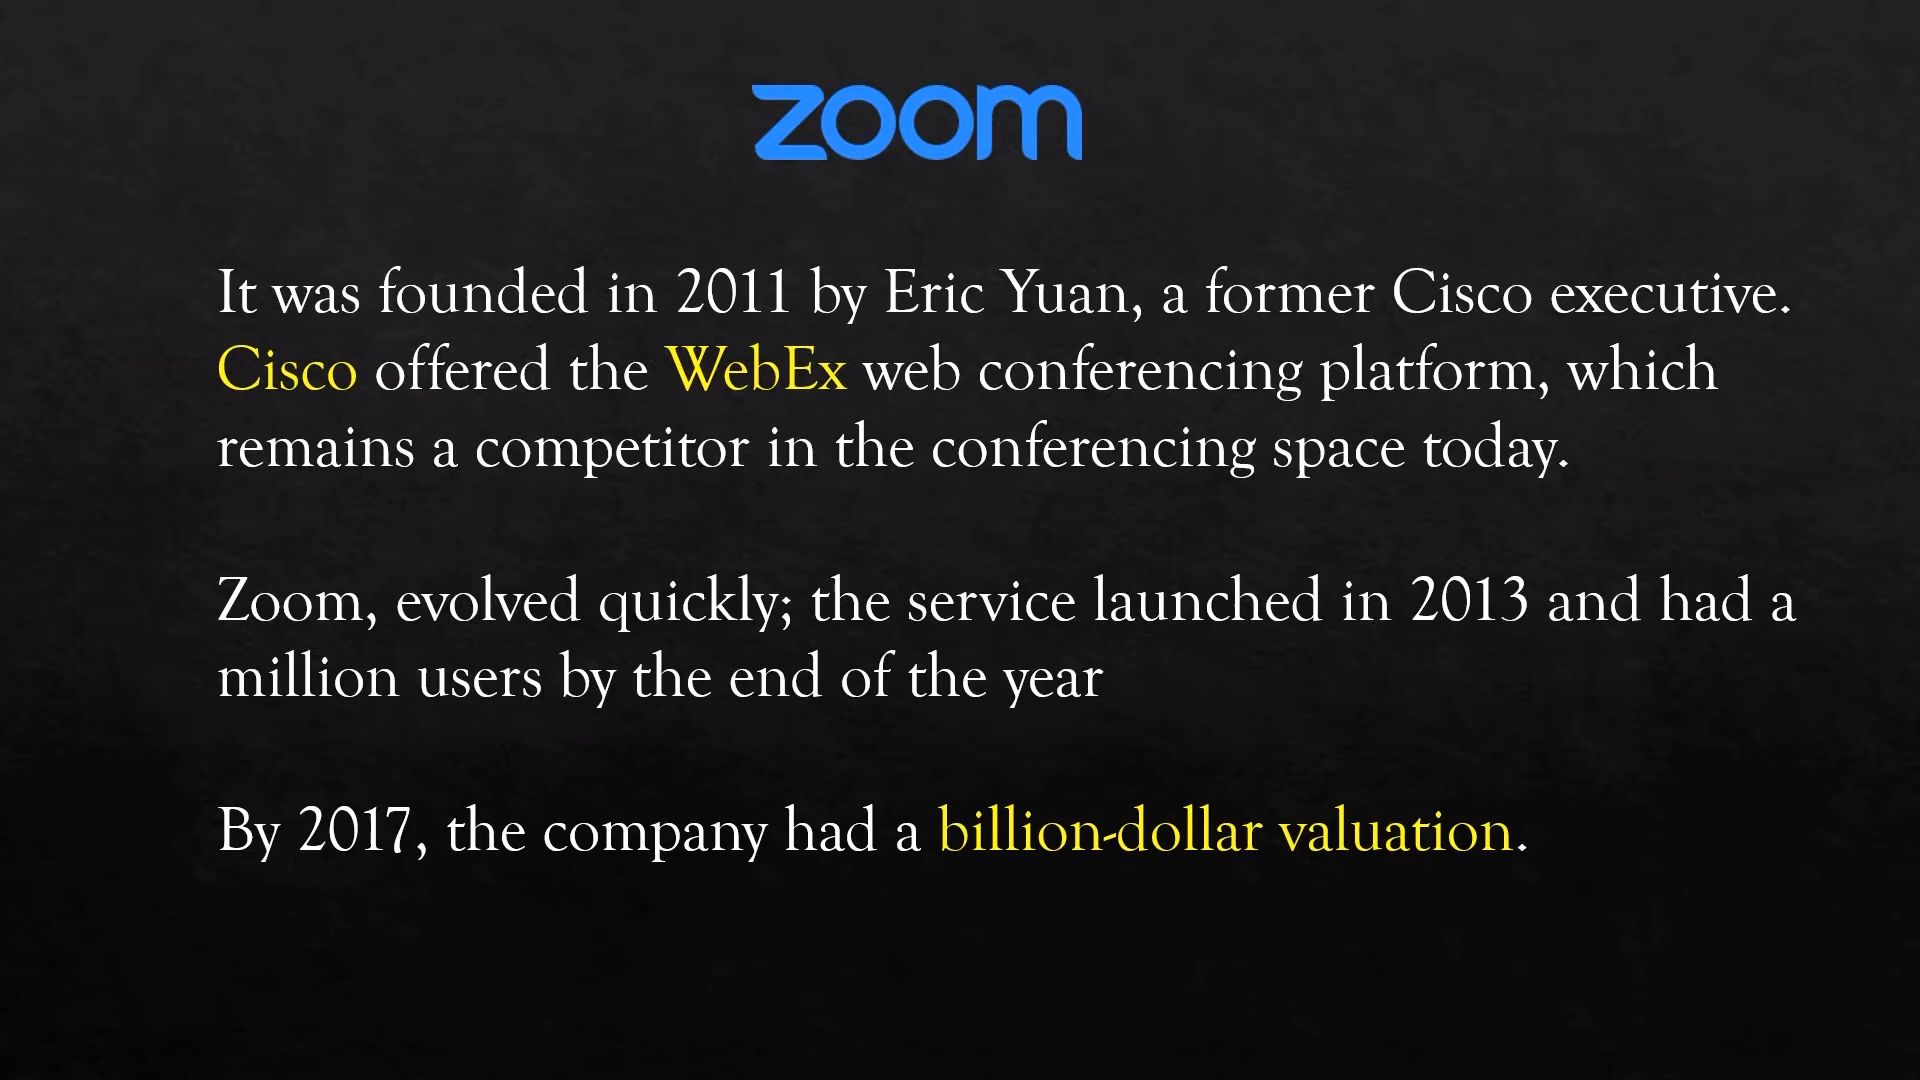 zoom
It was founded in 2011 by Eric Yuan, a former Cisco executive.
Cisco offered the WebEx web conferencing platform, which
remains a competitor in the conferencing space today.
Zoom, evolved quickly; the service launched in 2013 and had a
million users by the end of the year
By 2017, the company had a billion-dollar valuation.